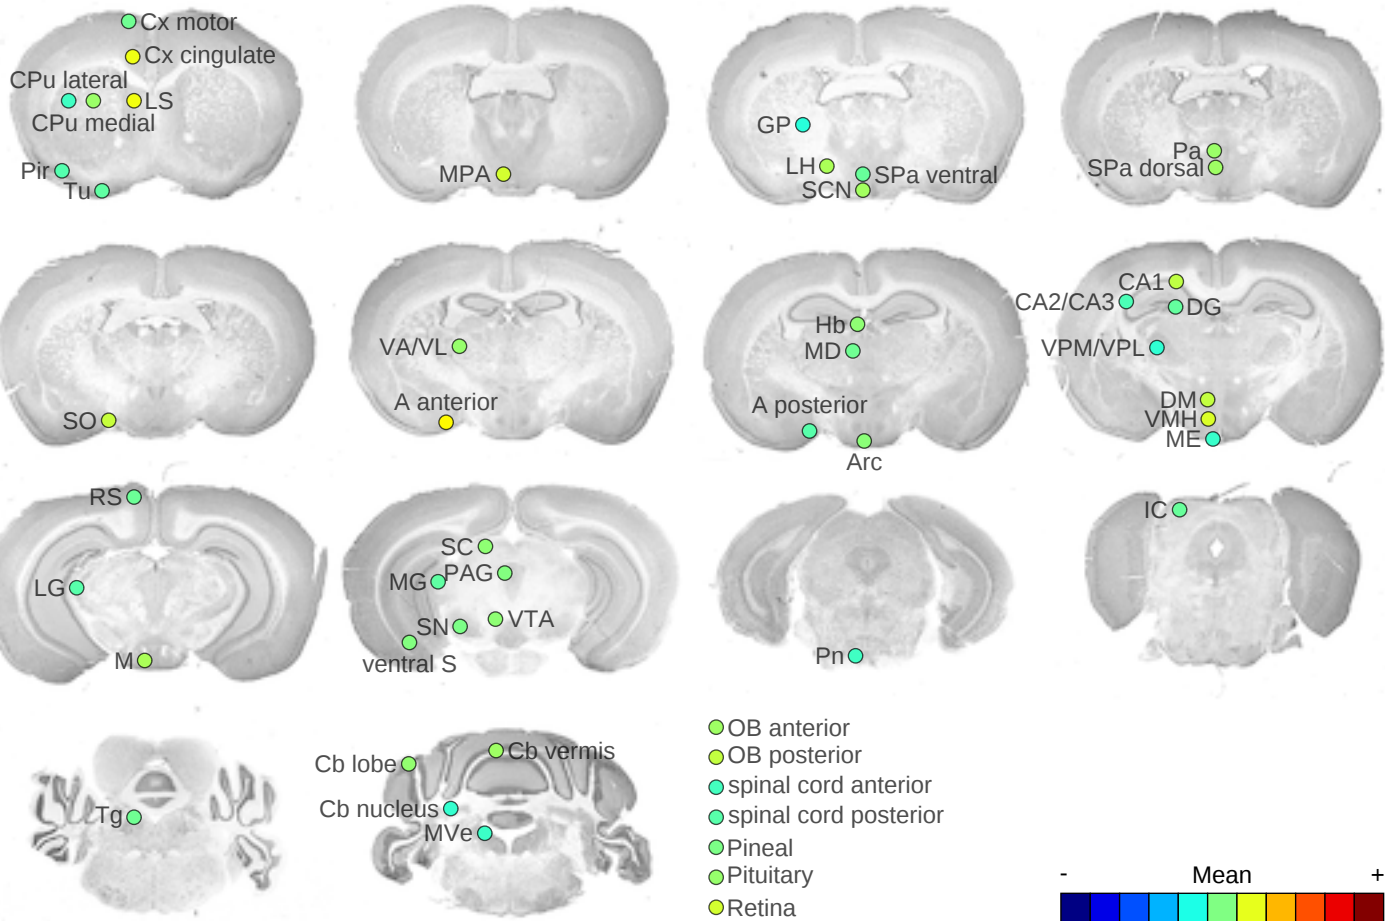 Cx motor
Cx cingulate
CPu lateral
LS
CPu medial
Pir
Tu
MPA
GP
LH
SPa ventral
SCN
Pa
SPa dorsal
SO
VA/VL
A anterior
Hb
MD
A posterior
Arc
CA1
CA2/CA3
DG
VPM/VPL
DM
VMH
ME
RS
LG
M
SC
MG
PAG
SN
VTA
ventral S
Pn
IC
Tg
Cb lobe
Cb vermis
Cb nucleus
MVe
OB anterior
OB posterior
spinal cord anterior
spinal cord posterior
Pineal
Pituitary
Retina
- Mean +